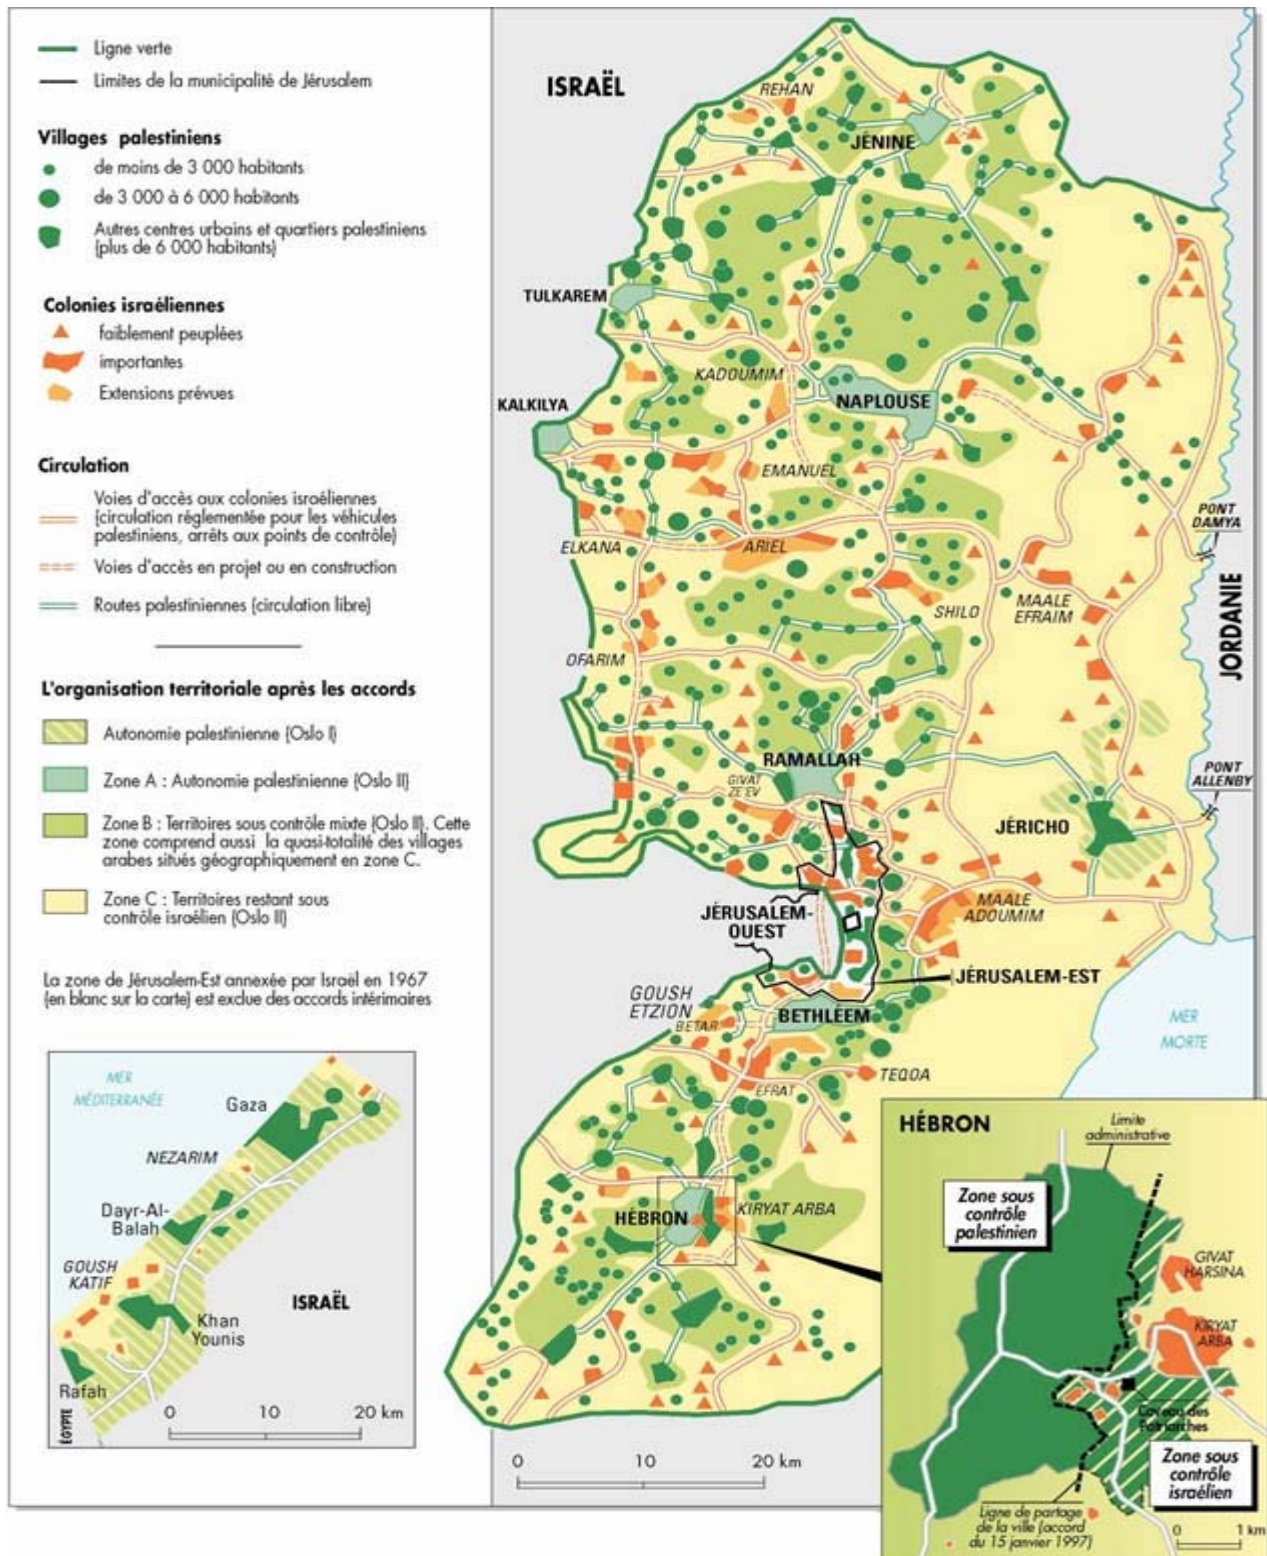 Ligne verte
Limites de la municipalité de Jérusalem
Villages palestiniens
de moins de 3 000 habitants
de 3 000 à 6 000 habitants
Autres centres urbains et quartiers palestiniens
(plus de 6 000 habitants)
Colonies israéliennes
faiblement peuplées
importantes
Extensions prévues
Circulation
Voies d'accès aux colonies israéliennes
(circulation réglementée pour les véhicules
palestiniens, arrêts aux points de contrôle)
Voies d'accès en projet ou en construction
Routes palestiniennes (circulation libre)
L'organisation territoriale après les accords
Autonomie palestinienne (Oslo I)
Zone A : Autonomie palestinienne (Oslo II)
Zone B : Territoires sous contrôle mixte (Oslo II). Cette
zone comprend aussi la quasi-totalité des villages
arabes situés géographiquement en zone C.
Zone C : Territoires restant sous
contrôle israélien (Oslo II)
La zone de Jérusalem-Est annexée par Israël en 1967
(en blanc sur la carte) est exclue des accords intérimaires
MER
MÉDITERRANÉE
Gaza
NEZARIM
Dayr-Al-
Balah
GOUSH
KATIF
ISRAËL
Khan
Younis
Rafah
ÉGYPTE
0 10 20 km
ISRAËL
REHAN
JÉNINE
TULKAREM
KADOUMIM
NAPLOUSE
KALKILYA
EMANUEL
PONT
DAMYA
ELKANA
ARIEL
SHILO
MAALE
EFRAIM
JORDANIE
OFARIM
RAMALLAH
GIVAT
ZE'EV
PONT
ALLENBY
JÉRICHO
MAALE
ADOUMIM
JÉRUSALEM-
OUEST
JÉRUSALEM-EST
GOUSH
ETZION
BETAR
BETHLÉEM
MER
MORTE
EFRAT
TEQOA
HÉBRON
KIRYAT ARBA
0 10 20 km
HÉBRON
Limite
administrative
Zone sous
contrôle
palestinien
GIVAT
HARSINA
KIRYAT
ARBA
Caveau des
Patriarches
Zone sous
contrôle
israélien
Ligne de partage
de la ville (accord
du 15 janvier 1997)
0 1 km